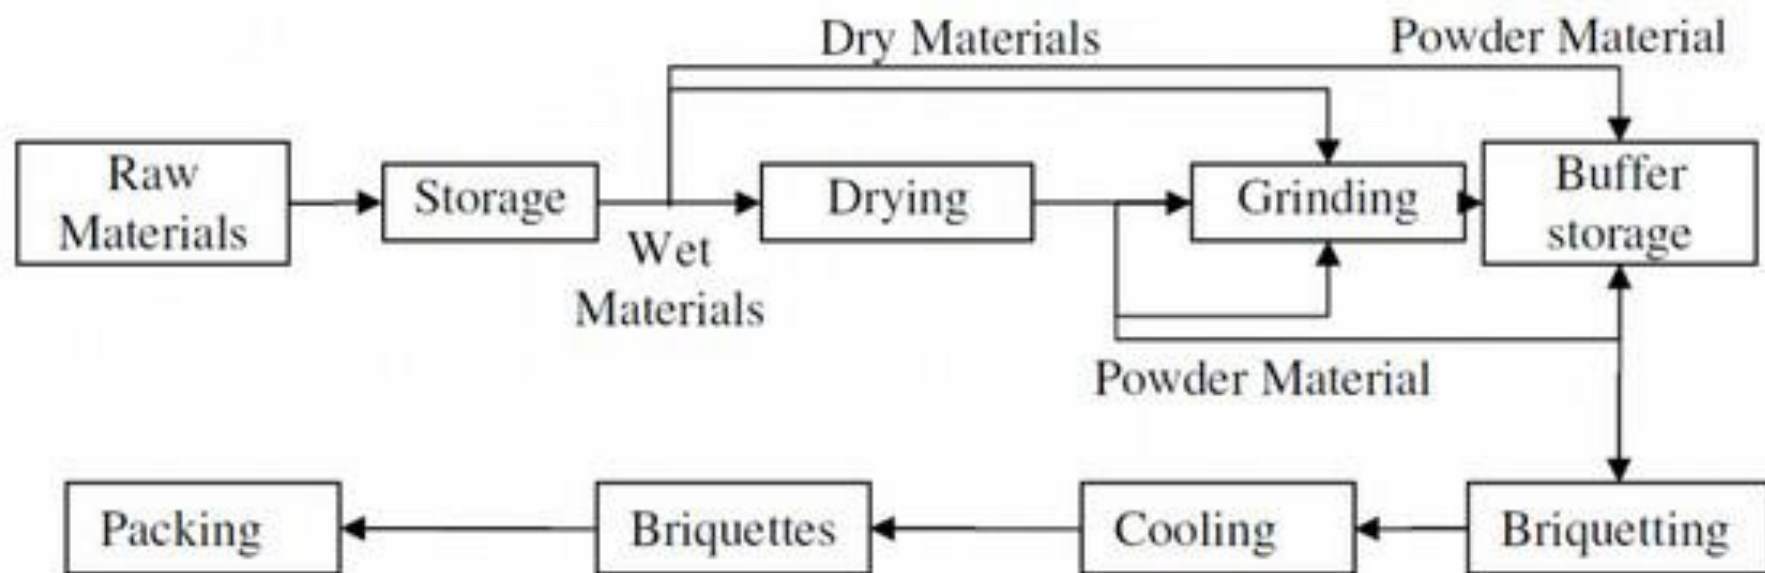 Dry Materials
Powder Material
Raw
Materials
Storage
Wet
Materials
Drying
Grinding
Buffer
storage
Powder Material
Packing
Briquettes
Cooling
Briquetting